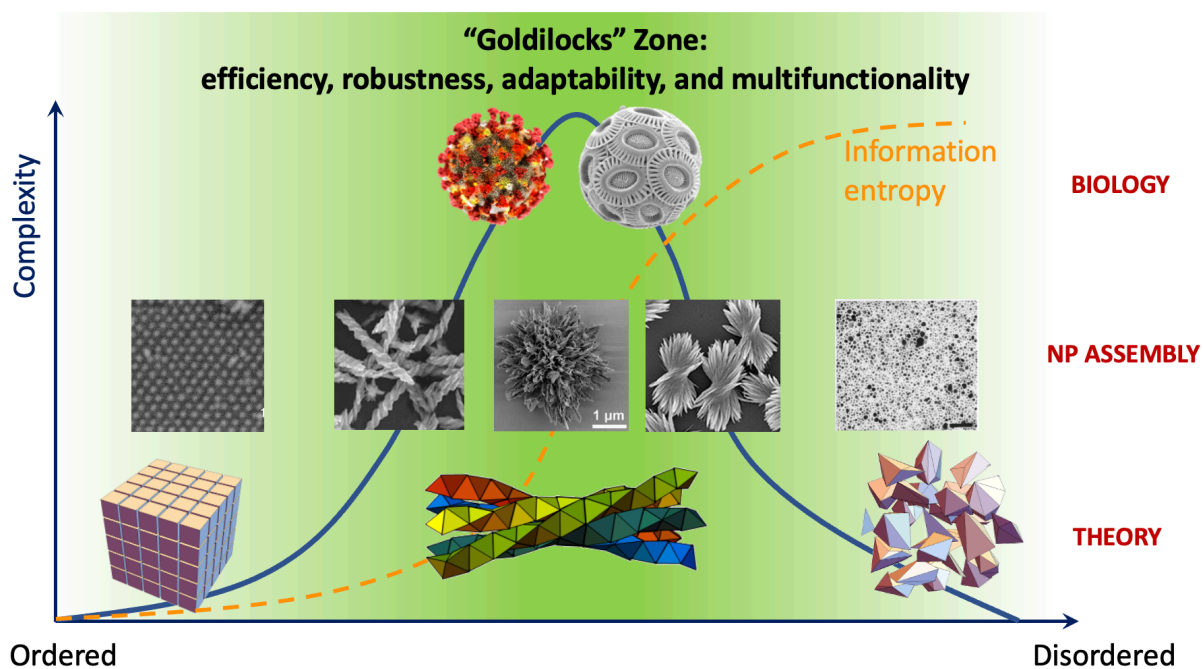 “Goldilocks” Zone:
efficiency, robustness, adaptability, and multifunctionality
Complexity
Information
entropy
BIOLOGY
NP ASSEMBLY
1 μm
THEORY
Ordered
Disordered